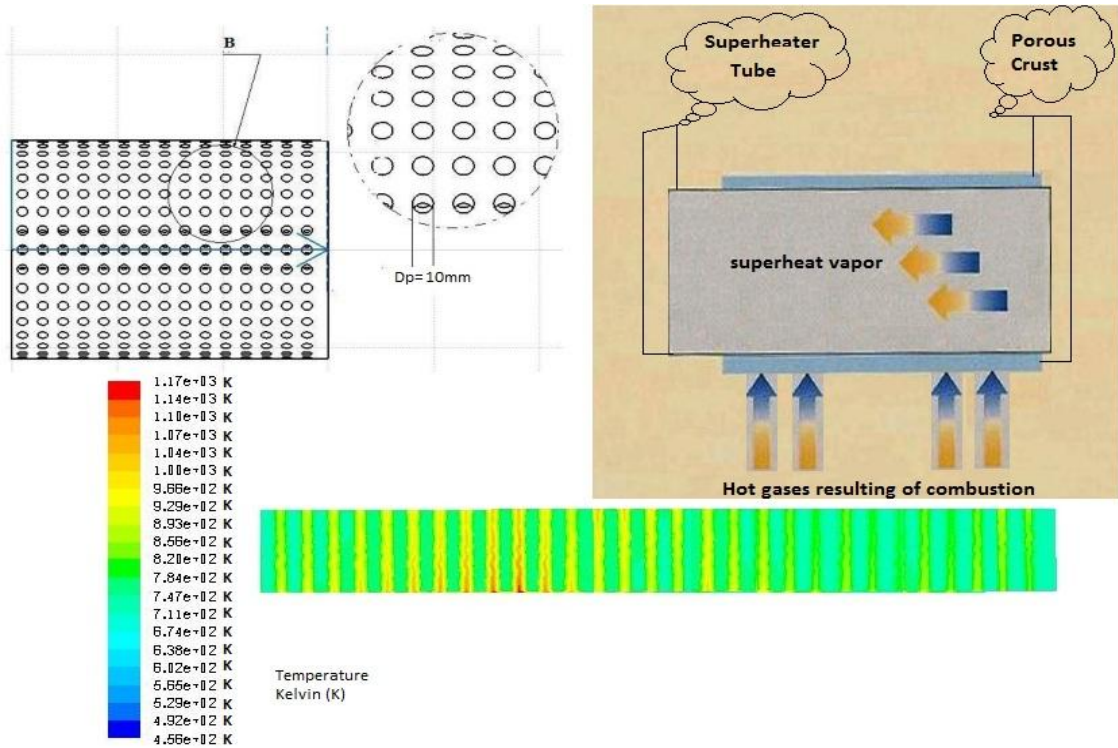 B
Dp= 10mm
Superheater
Tube
Porous
Crust
superheat vapor
Hot gases resulting of combustion
1.17e+03 K
1.14e+03 K
1.10e+03 K
1.07e+03 K
1.04e+03 K
1.00e+03 K
9.66e+02 K
9.29e+02 K
8.93e+02 K
8.56e+02 K
8.20e+02 K
7.84e+02 K
7.47e+02 K
7.11e+02 K
6.74e+02 K
6.38e+02 K
6.02e+02 K
5.65e+02 K
5.29e+02 K
4.92e+02 K
4.56e+02 K
Temperature
Kelvin (K)